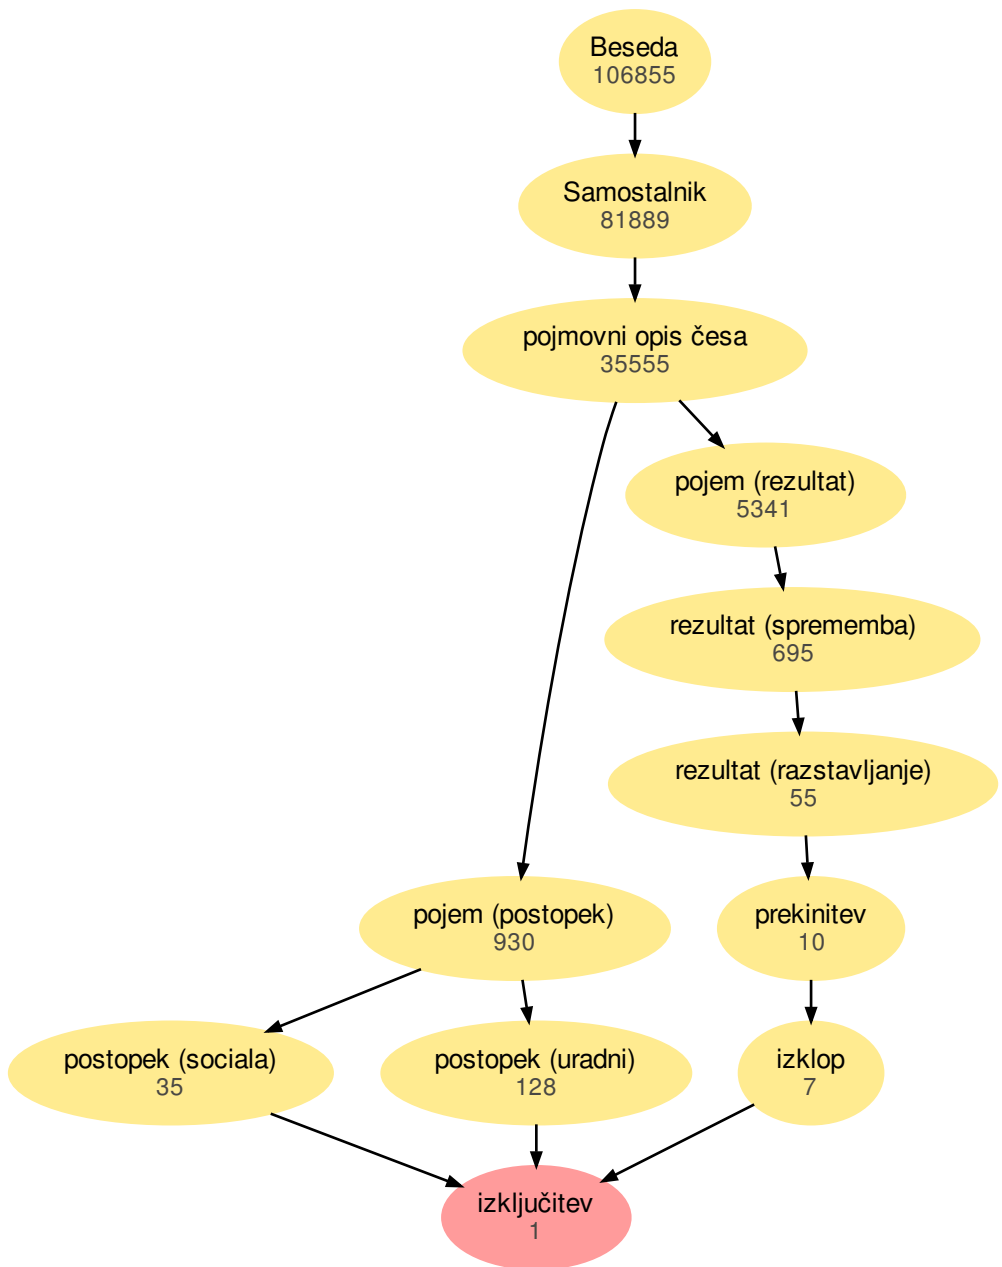 Beseda
106855
Samostalnik
81889
pojmovni opis česa
35555
pojem (rezultat)
5341
rezultat (sprememba)
695
rezultat (razstavljanje)
55
pojem (postopek)
930
prekinitev
10
postopek (sociala)
35
postopek (uradni)
128
izklop
7
izključitev
1